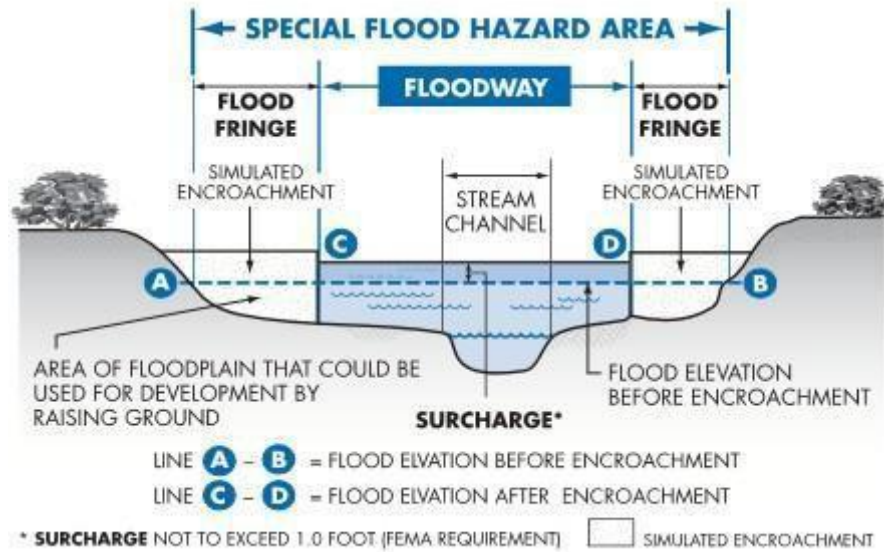 SPECIAL FLOOD HAZARD AREA
FLOODWAY
FLOOD
FRINGE
FLOOD
FRINGE
SIMULATED
ENCROACHMENT
STREAM
CHANNEL
SIMULATED
ENCROACHMENT
C
D
A
B
AREA OF FLOODPLAIN THAT COULD BE
USED FOR DEVELOPMENT BY
RAISING GROUND
SURCHARGE*
FLOOD ELEVATION
BEFORE ENCROACHMENT
LINE A – B = FLOOD ELVATION BEFORE ENCROACHMENT
LINE C – D = FLOOD ELVATION AFTER ENCROACHMENT
* SURCHARGE NOT TO EXCEED 1.0 FOOT (FEMA REQUIREMENT) SIMULATED ENCROACHMENT